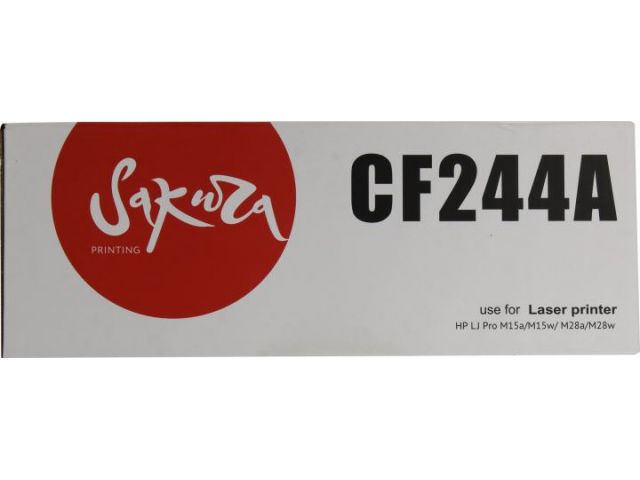 Sakura
PRINTING
CF244A
use for Laser printer
HP LJ Pro M15a/M15w/ M28a/M28w